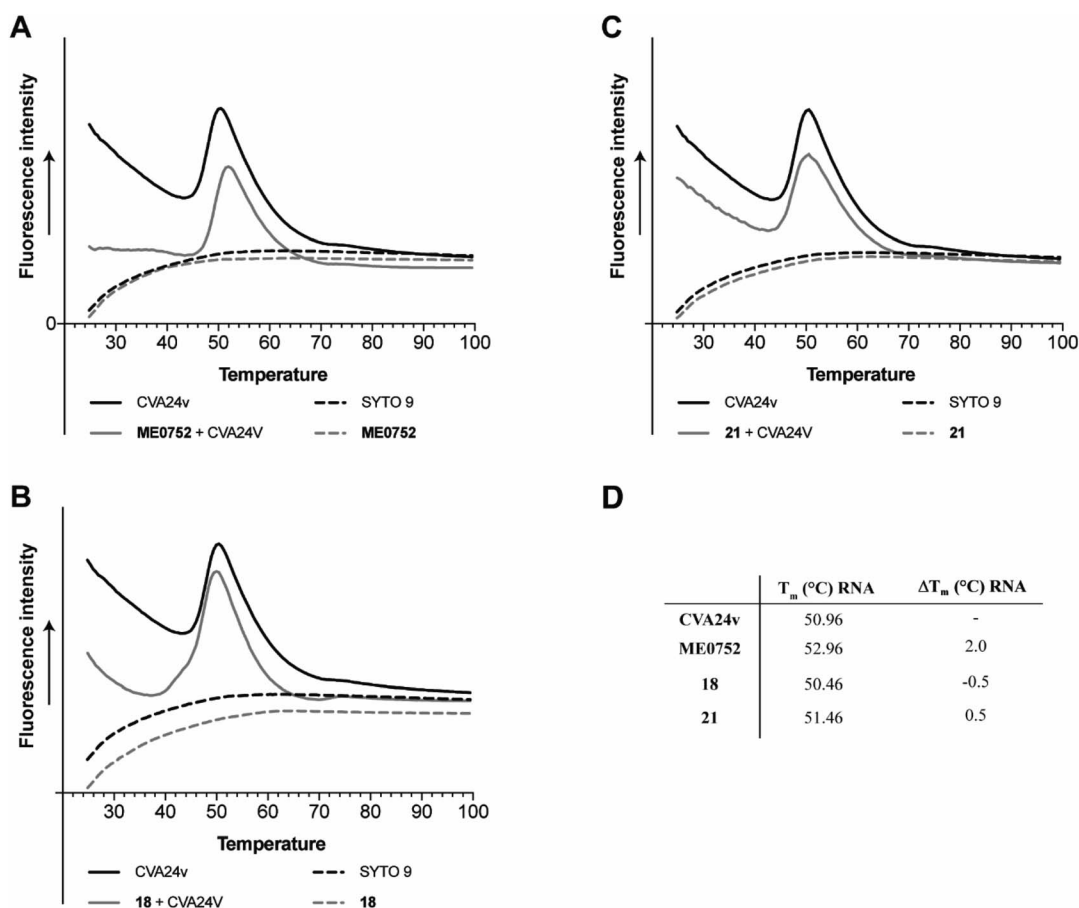 A
Fluorescence intensity
0
30 40 50 60 70 80 90 100
Temperature
CVA24v
SYTO 9
ME0752 + CVA24V
ME0752
C
Fluorescence intensity
30 40 50 60 70 80 90 100
Temperature
CVA24v
SYTO 9
21 + CVA24V
21
B
Fluorescence intensity
30 40 50 60 70 80 90 100
Temperature
CVA24v
SYTO 9
18 + CVA24V
18
D
Tm (°C) RNA ΔTm (°C) RNA
CVA24v 50.96 -
ME0752 52.96 2.0
18 50.46 -0.5
21 51.46 0.5